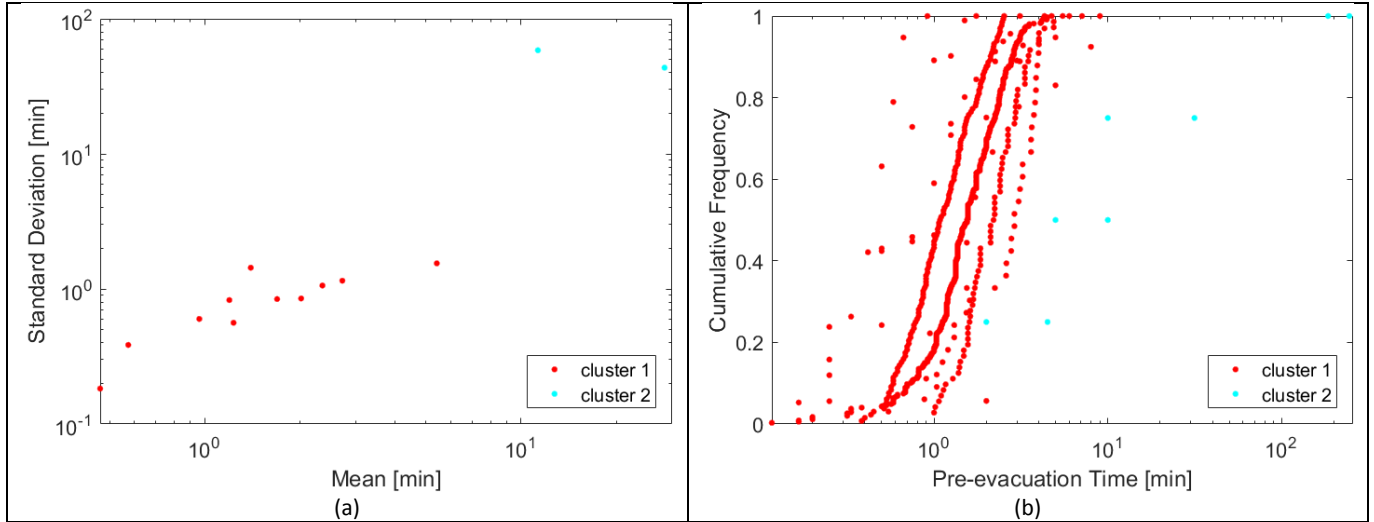 10^2
10^1
10^0
10^-1
Standard Deviation [min]
10^0
10^1
Mean [min]
cluster 1
cluster 2
(a)
1
0.8
0.6
0.4
0.2
0
Cumulative Frequency
10^0
10^1
10^2
Pre-evacuation Time [min]
cluster 1
cluster 2
(b)